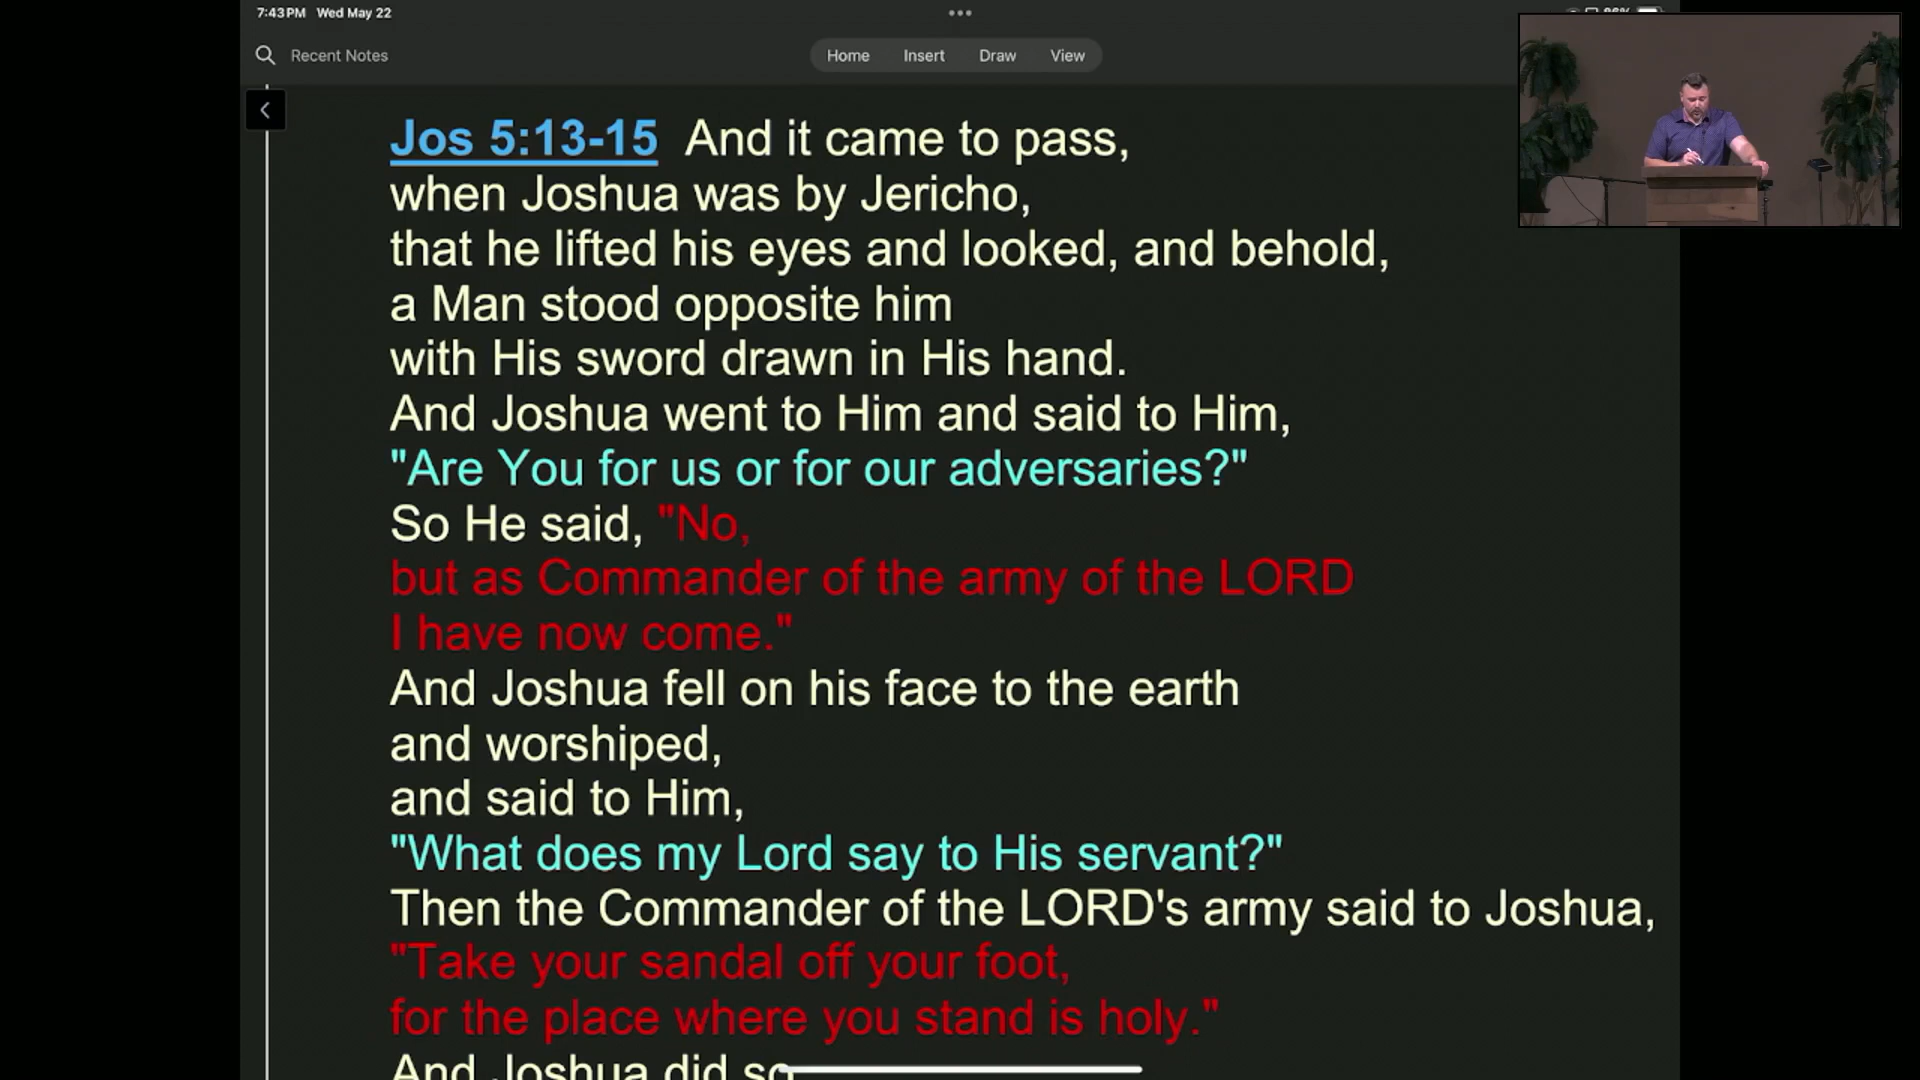 7:43 PM Wed May 22
Recent Notes
Home Insert Draw View
Jos 5:13-15 And it came to pass,
when Joshua was by Jericho,
that he lifted his eyes and looked, and behold,
a Man stood opposite him
with His sword drawn in His hand.
And Joshua went to Him and said to Him,
"Are You for us or for our adversaries?"
So He said, "No,
but as Commander of the army of the LORD
I have now come."
And Joshua fell on his face to the earth
and worshiped,
and said to Him,
"What does my Lord say to His servant?"
Then the Commander of the LORD's army said to Joshua,
"Take your sandal off your foot,
for the place where you stand is holy."
And Joshua did so